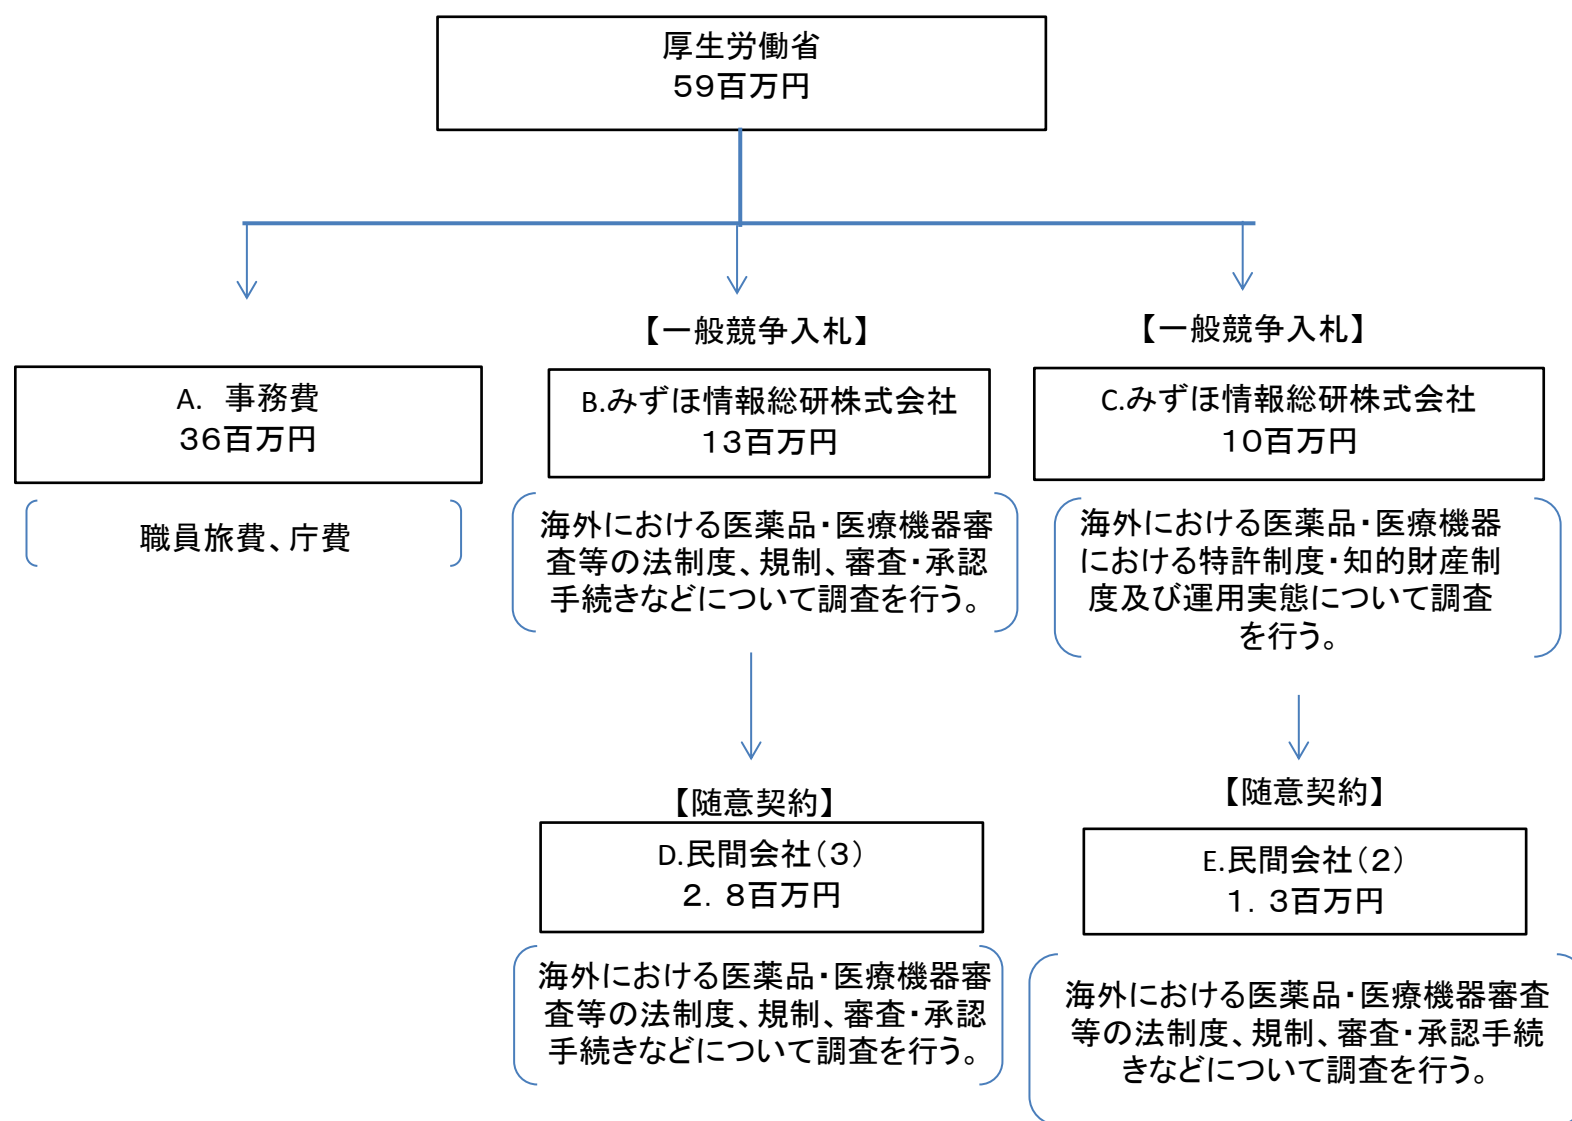 厚生労働省
59百万円
【一般競争入札】
【一般競争入札】
A. 事務費
36百万円
B.みずほ情報総研株式会社
13百万円
C.みずほ情報総研株式会社
10百万円
職員旅費、庁費
海外における医薬品・医療機器審
査等の法制度、規制、審査・承認
手続きなどについて調査を行う。
海外における医薬品・医療機器
における特許制度・知的財産制
度及び運用実態について調査
を行う。
【随意契約】
D.民間会社(3)
2.8百万円
海外における医薬品・医療機器審
査等の法制度、規制、審査・承認
手続きなどについて調査を行う。
【随意契約】
E.民間会社(2)
1.3百万円
海外における医薬品・医療機器審査
等の法制度、規制、審査・承認手続
きなどについて調査を行う。